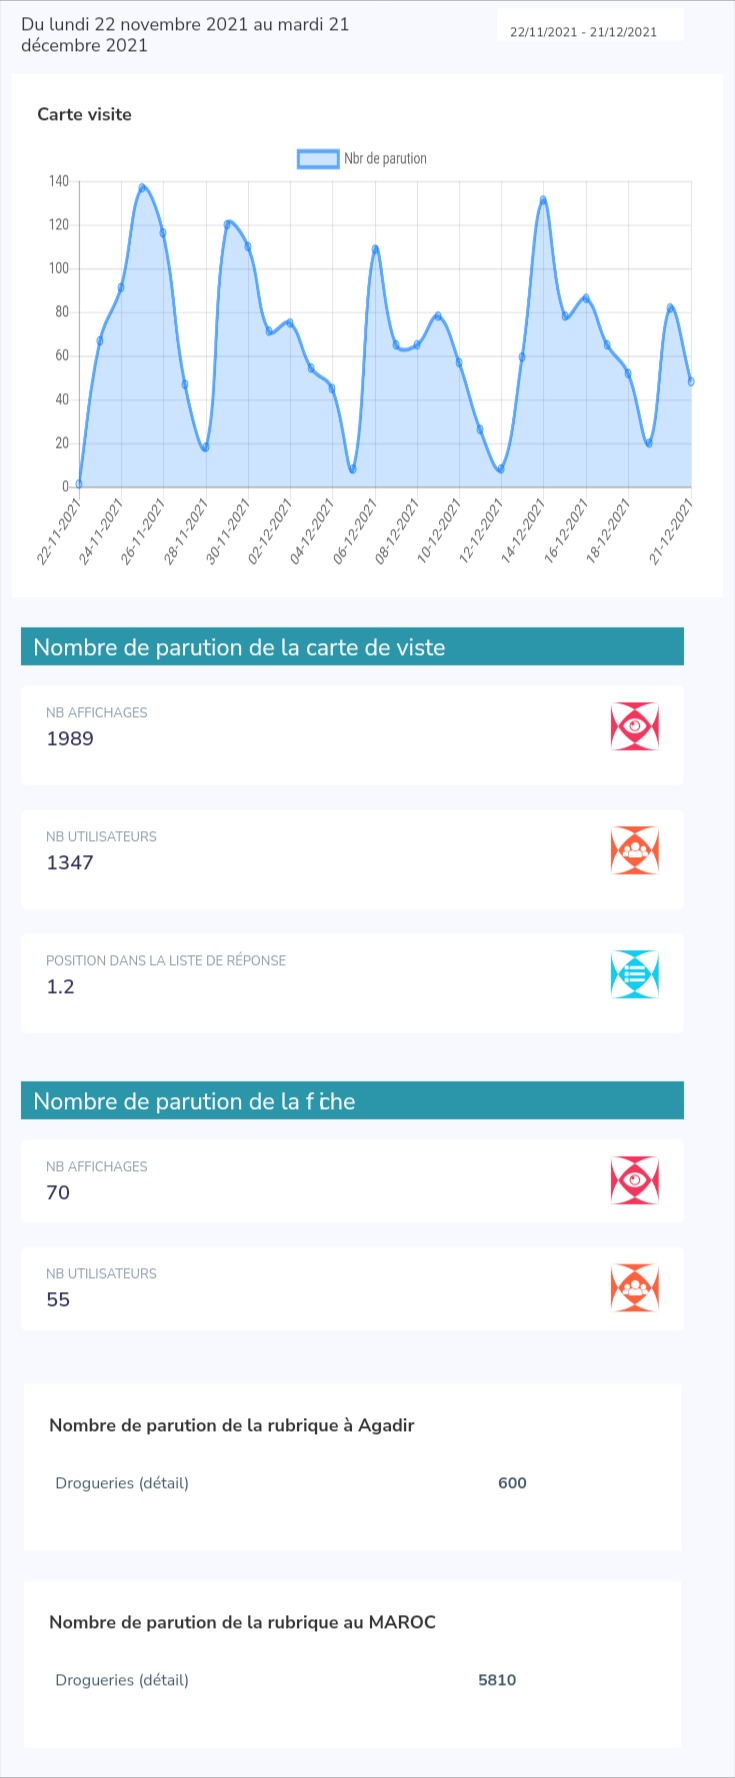 Du lundi 22 novembre 2021 au mardi 21
décembre 2021
22/11/2021 - 21/12/2021
Carte visite
Nbr de parution
140
120
100
80
60
40
20
0
22-11-2021
24-11-2021
26-11-2021
28-11-2021
30-11-2021
02-12-2021
04-12-2021
06-12-2021
08-12-2021
10-12-2021
12-12-2021
14-12-2021
16-12-2021
18-12-2021
21-12-2021
Nombre de parution de la carte de viste
NB AFFICHAGES
1989
NB UTILISATEURS
1347
POSITION DANS LA LISTE DE RÉPONSE
1.2
Nombre de parution de la fiche
NB AFFICHAGES
70
NB UTILISATEURS
55
Nombre de parution de la rubrique à Agadir
Drogueries (détail) 600
Nombre de parution de la rubrique au MAROC
Drogueries (détail) 5810